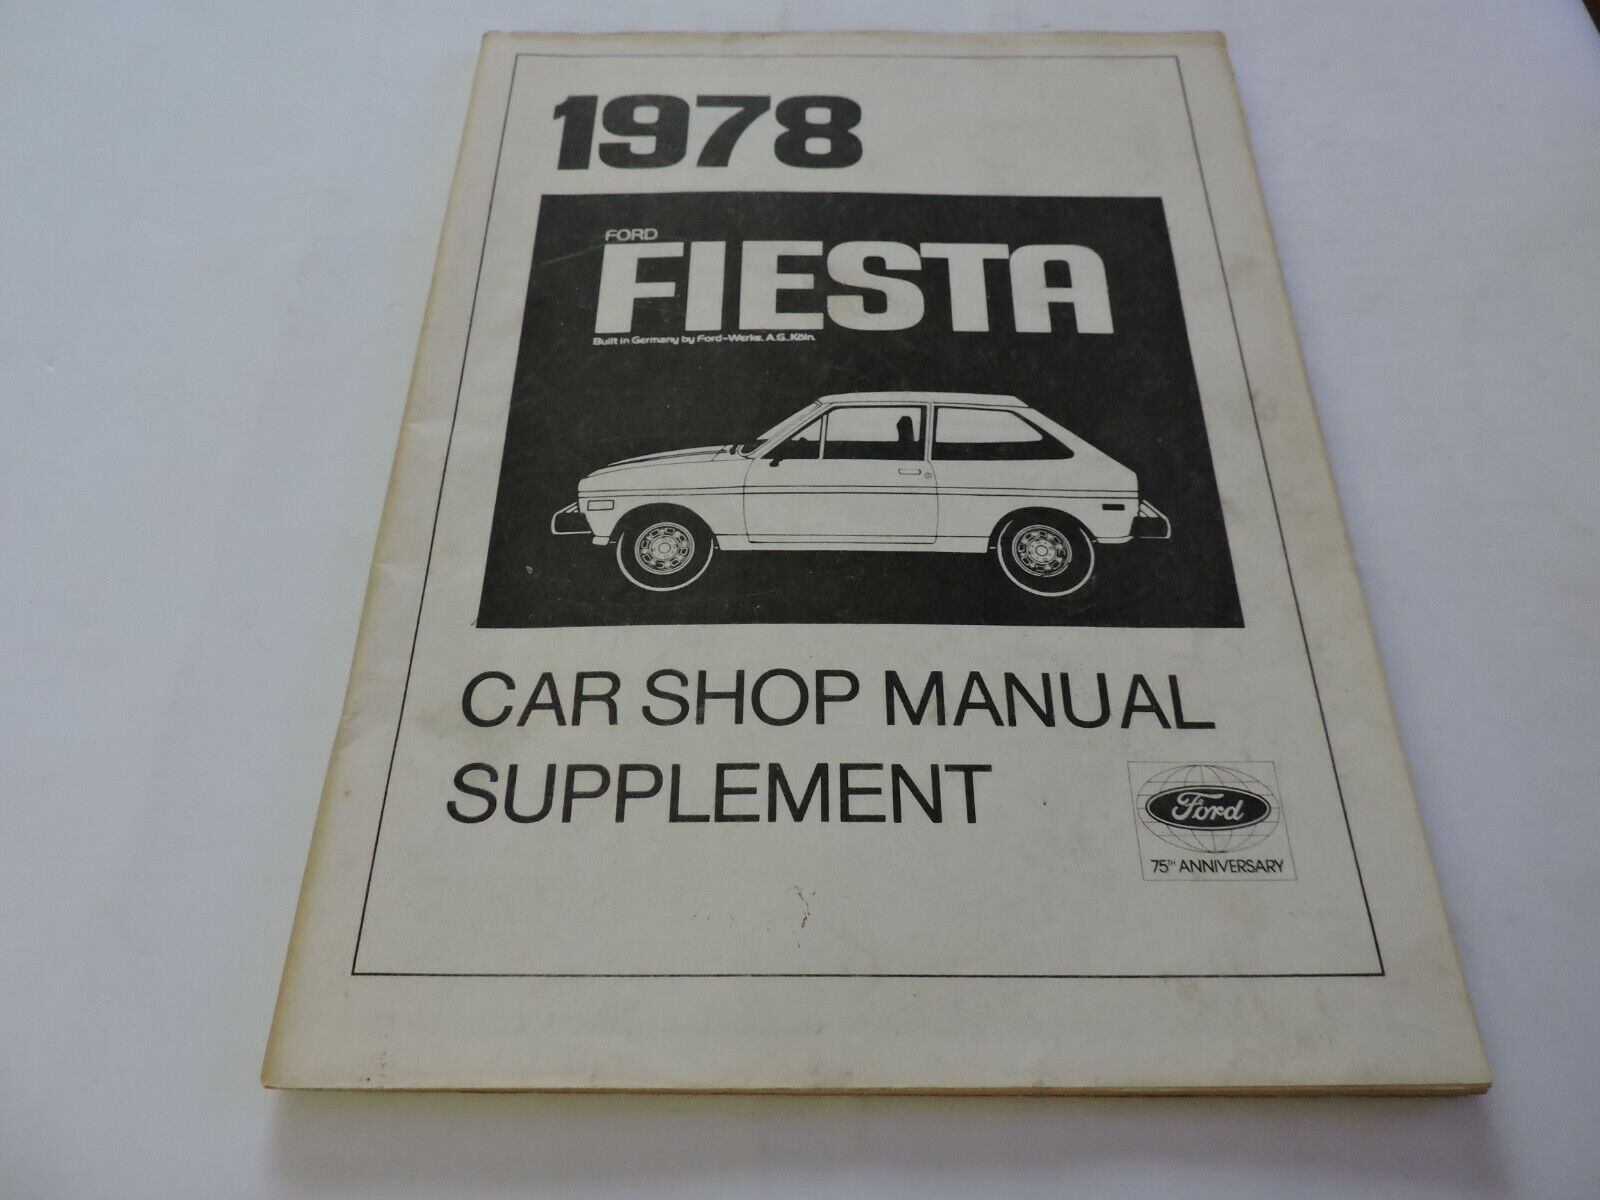 1978
FORD
FIESTA
Built in Germany by Ford-Werke. A.G., Köln.
CAR SHOP MANUAL
SUPPLEMENT
Ford
75TH ANNIVERSARY